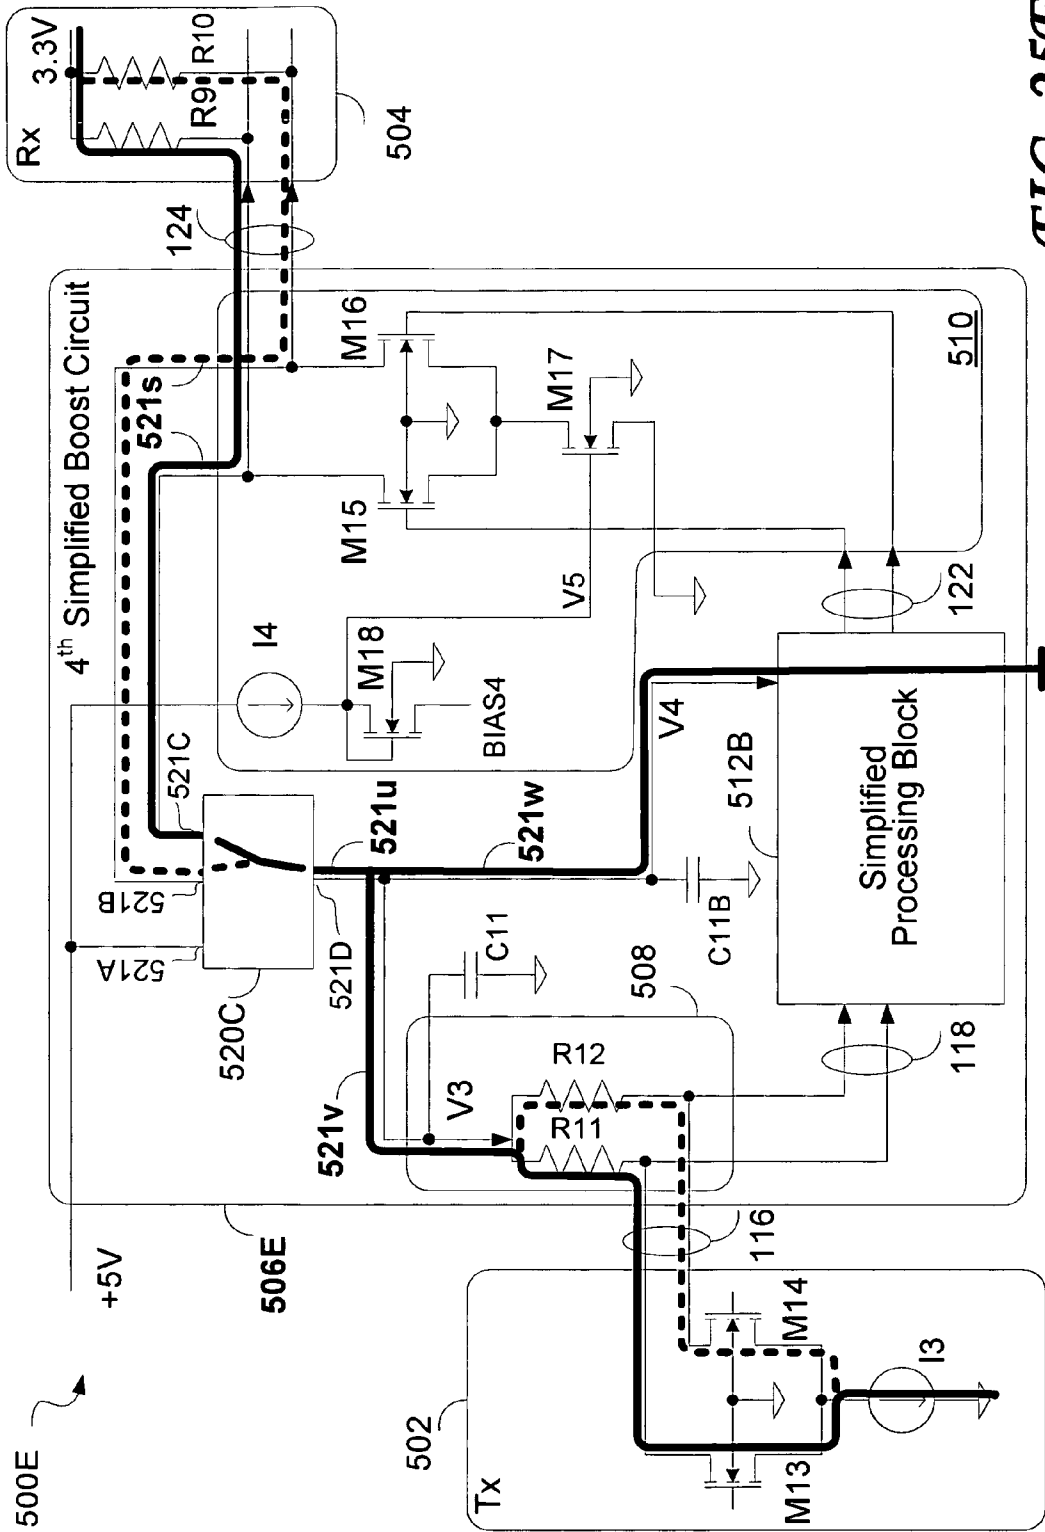 500E
+5V
506E
4th Simplified Boost Circuit
Rx
3.3V
R9
R10
504
124
521s
521C
521B
521A
520C
521D
521u
521v
521w
I4
M18
BIAS4
V5
M15
M16
M17
510
C11
C11B
508
V3
R11
R12
V4
512B
Simplified
Processing Block
122
118
116
502
Tx
M13
M14
I3